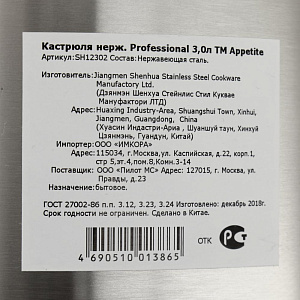 Кастрюля нерж. Professional 3,0л ТМ Appetite
Артикул:SH12302 Состав:Нержавеющая сталь.
Изготовитель:Jiangmen Shenhua Stainless Steel Cookware
Manufactory Ltd.
(Дзянмэн Шенхуа Стейнлис Стил Куквае
Мануфактори ЛТД)
Адрес:Huaxing Industry-Area, Shuangshui Town, Xinhui,
Jiangmen, Guangdong, China
(Хуасин Индастри-Ариа , Шуаншуй таун, Хинхуй
Цзянмэнь, Гуандун, Китай)
Импортер:ООО «ИМКОРА»
Адрес:115034, г.Москва,ул. Каспийская, д.22, корп.1,
стр 5,эт.4,пом.8,Комн.3-14
Поставщик: ООО «Пилот МС» Адрес: 127015, г. Москва, ул.
Правды, д.23
Назначение:бытовое.
ГОСТ 27002-86 п.п 3.12, 3.23, 3.24 Изготовлен: декабрь 2018г.
Срок годности не ограничен. Сделано в Китае.
ОТК РСТ
4 690510 013865